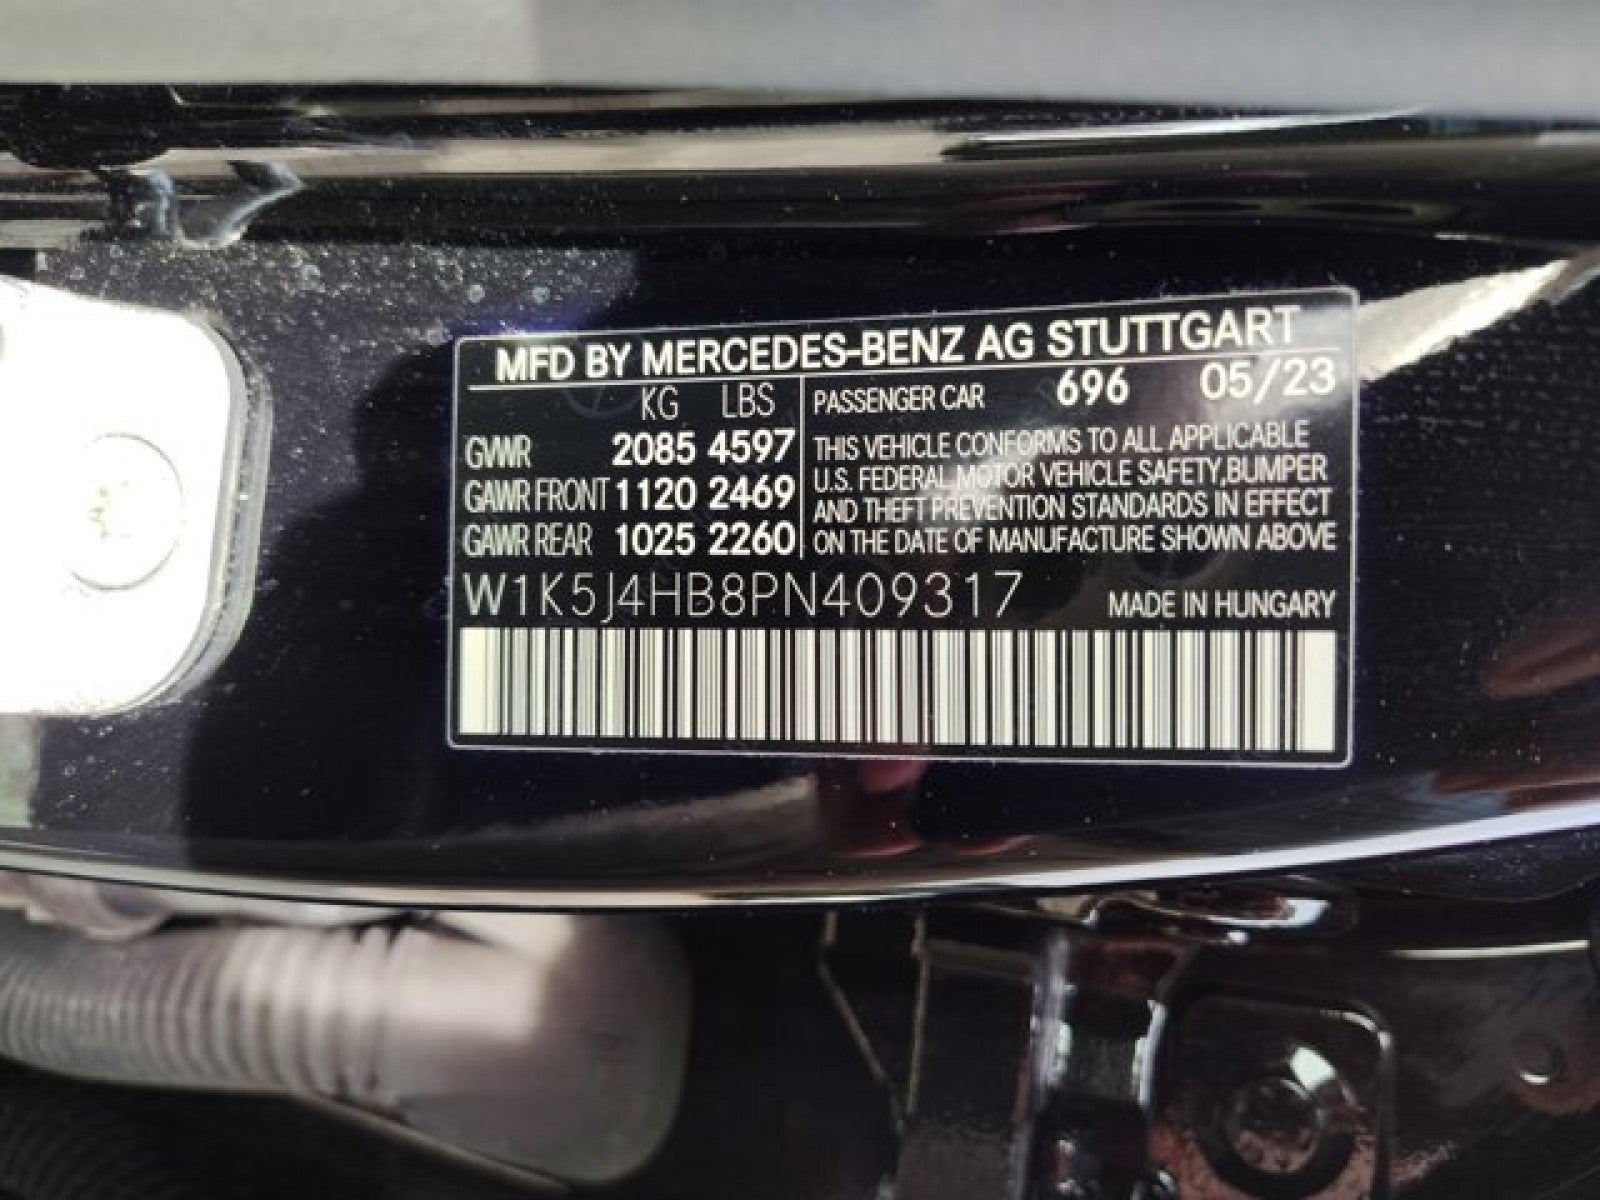 MFD BY MERCEDES-BENZ AG STUTTGART
KG LBS
GVWR 2085 4597
GAWR FRONT 1120 2469
GAWR REAR 1025 2260
PASSENGER CAR 696 05/23
THIS VEHICLE CONFORMS TO ALL APPLICABLE
U.S. FEDERAL MOTOR VEHICLE SAFETY,BUMPER
AND THEFT PREVENTION STANDARDS IN EFFECT
ON THE DATE OF MANUFACTURE SHOWN ABOVE
W1K5J4HB8PN409317 MADE IN HUNGARY